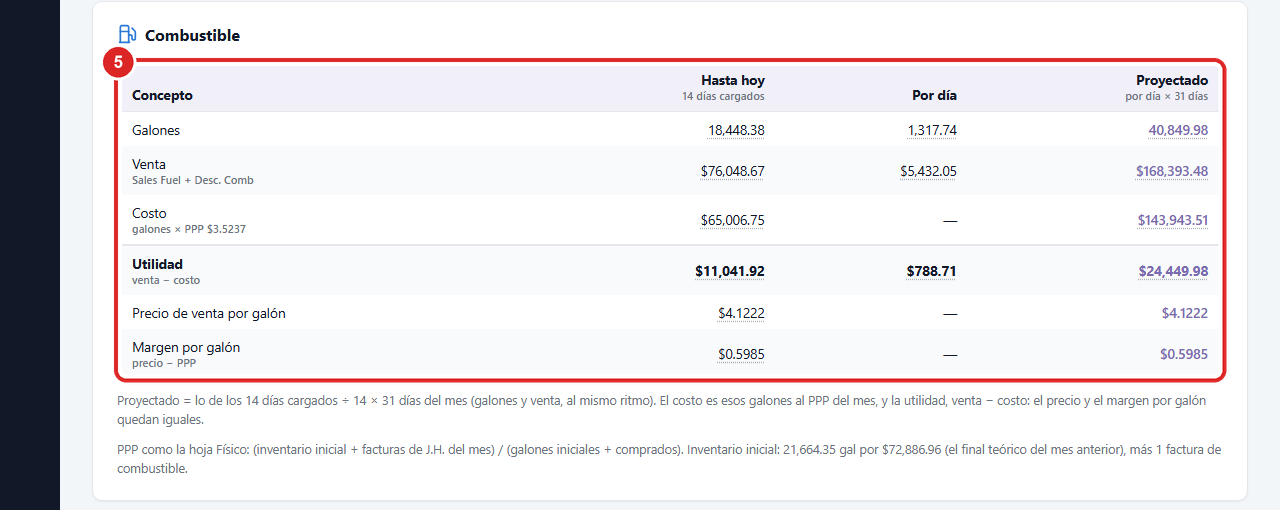 Combustible
5
Concepto	Hasta hoy	Por día	Proyectado
14 días cargados	por día × 31 días
Galones	18,448.38	1,317.74	40,849.98
Venta	$76,048.67	$5,432.05	$168,393.48
Sales Fuel + Desc. Comb
Costo	$65,006.75	—	$143,943.51
galones × PPP $3.5237
Utilidad	$11,041.92	$788.71	$24,449.98
venta − costo
Precio de venta por galón	$4.1222	—	$4.1222
Margen por galón	$0.5985	—	$0.5985
precio − PPP
Proyectado = lo de los 14 días cargados ÷ 14 × 31 días del mes (galones y venta, al mismo ritmo). El costo es esos galones al PPP del mes, y la utilidad, venta − costo: el precio y el margen por galón
quedan iguales.
PPP como la hoja Físico: (inventario inicial + facturas de J.H. del mes) / (galones iniciales + comprados). Inventario inicial: 21,664.35 gal por $72,886.96 (el final teórico del mes anterior), más 1 factura de
combustible.